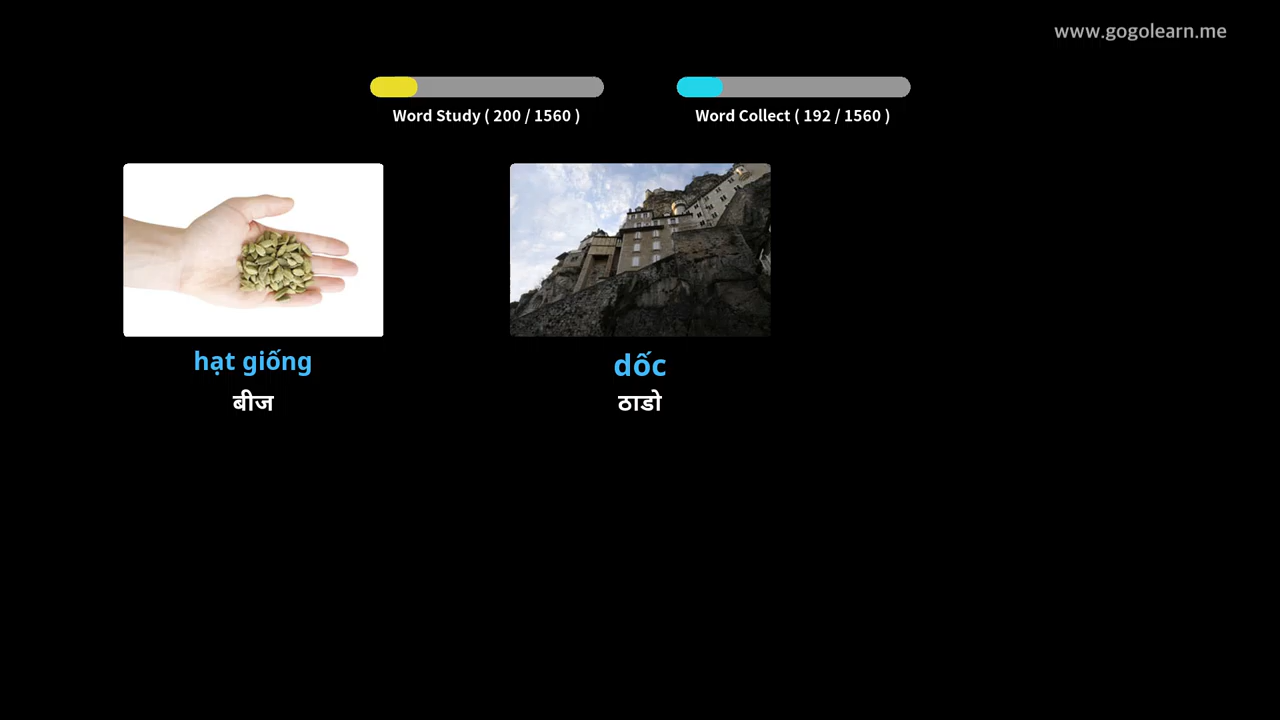 www.gogolearn.me
Word Study ( 200 / 1560 )
Word Collect ( 192 / 1560 )
hạt giống
बीज
dốc
ठाडो